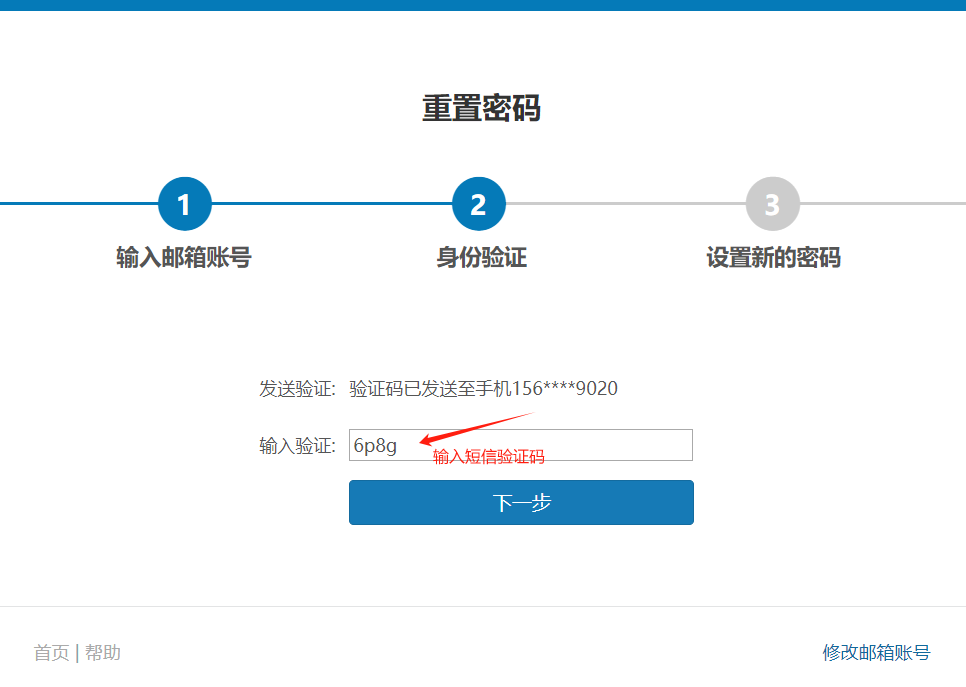 重置密码
1
2
3
输入邮箱账号
身份验证
设置新的密码
发送验证: 验证码已发送至手机156****9020
输入验证: 6p8g
输入短信验证码
下一步
首页 | 帮助
修改邮箱账号